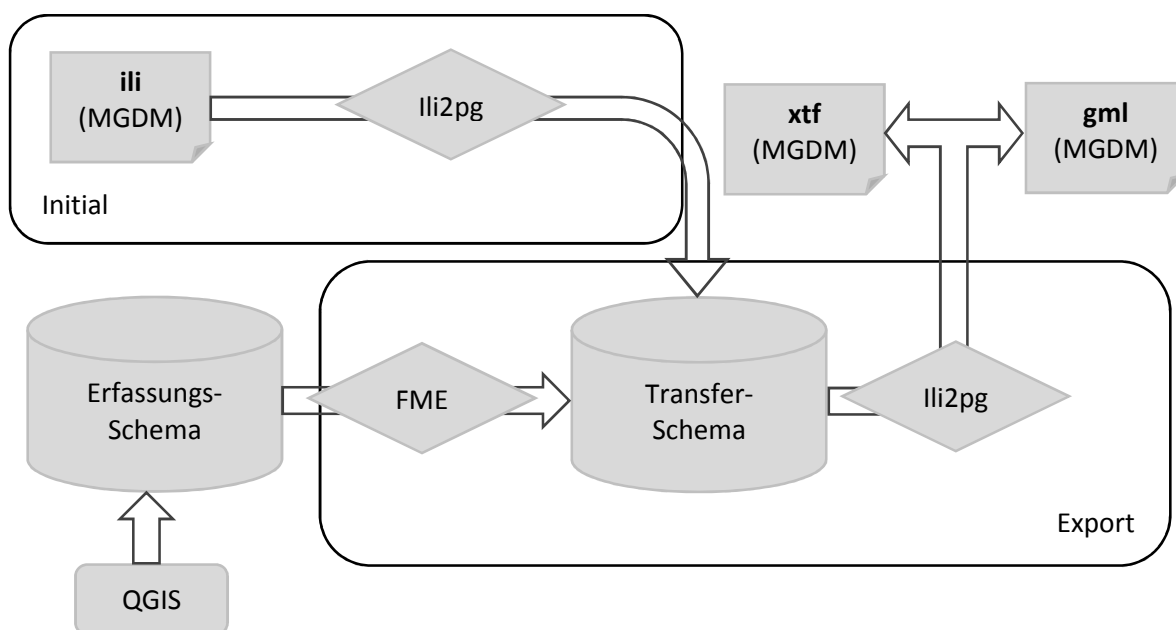 ili
(MGDM)
Ili2pg
Initial
xtf
(MGDM)
gml
(MGDM)
Erfassungs-
Schema
FME
Transfer-
Schema
Ili2pg
Export
QGIS